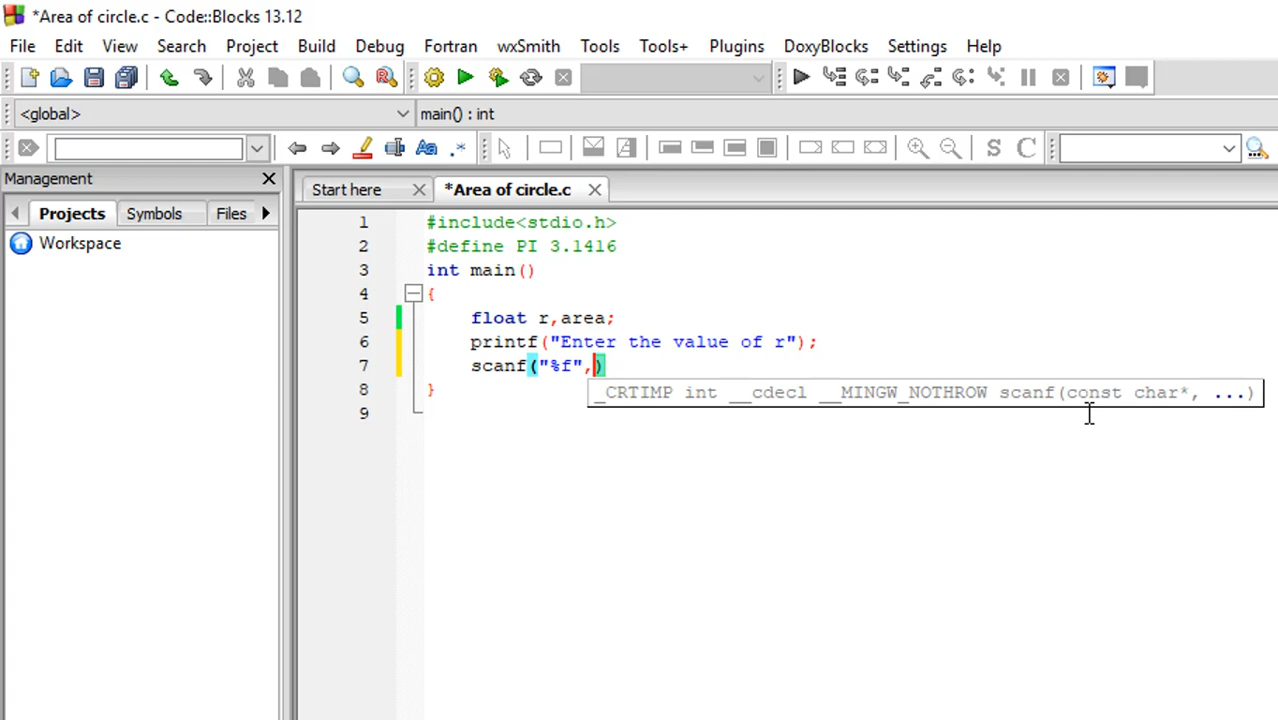 *Area of circle.c - Code::Blocks 13.12
File Edit View Search Project Build Debug Fortran wxSmith Tools Tools+ Plugins DoxyBlocks Settings Help
<global> main() : int
Management
Start here *Area of circle.c
Projects Symbols Files
Workspace
1 #include<stdio.h>
2 #define PI 3.1416
3 int main()
4 {
5 float r,area;
6 printf("Enter the value of r");
7 scanf("%f",)
_CRTIMP int __cdecl __MINGW_NOTHROW scanf(const char*, ...)
8 }
9